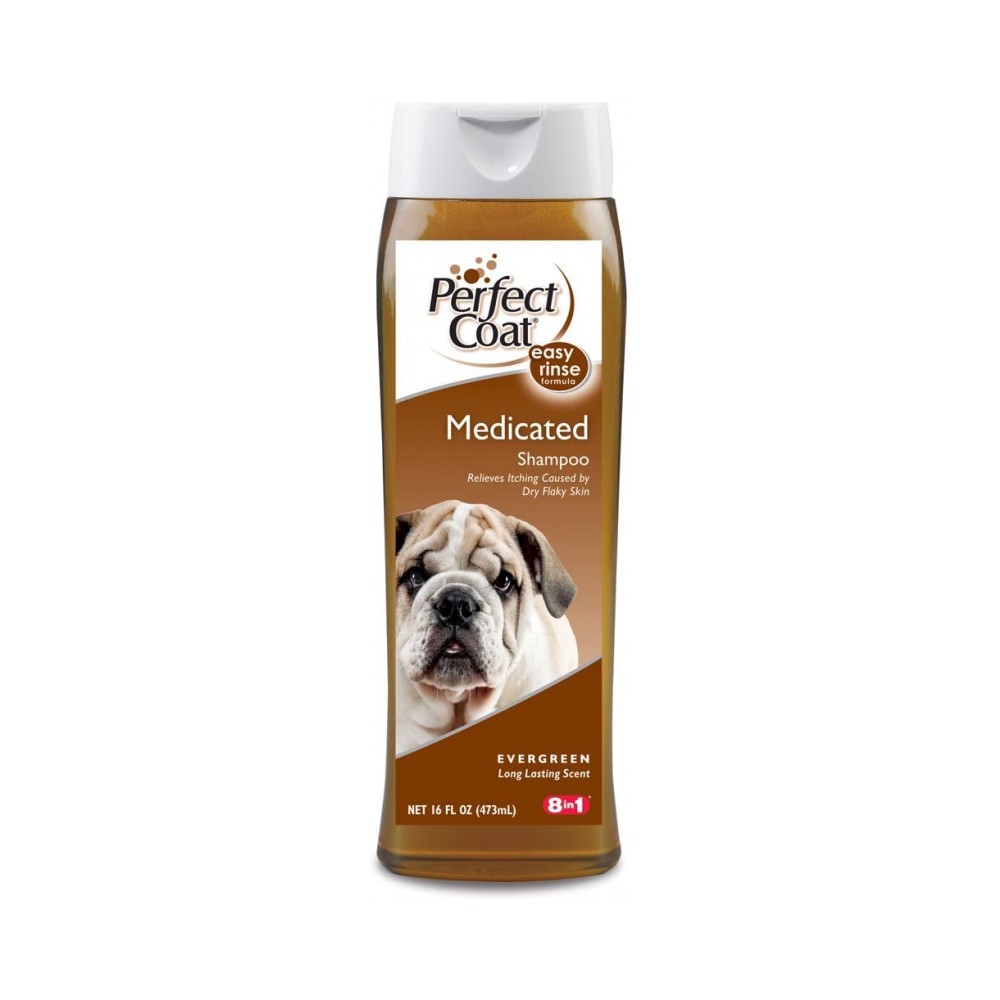 Perfect
Coat®
easy
rinse
formula
Medicated
Shampoo
Relieves Itching Caused by
Dry Flaky Skin
EVERGREEN
Long Lasting Scent
NET 16 FL OZ (473mL)
8in1